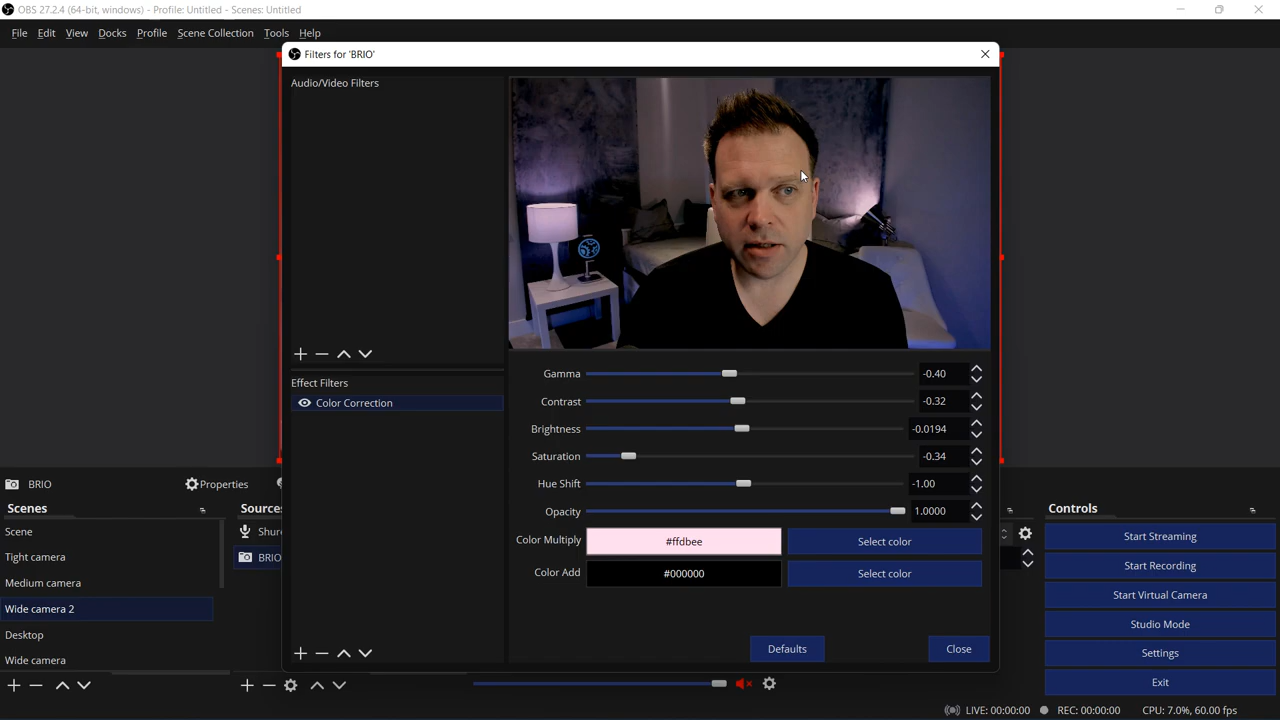 OBS 27.2.4 (64-bit, windows) - Profile: Untitled - Scenes: Untitled
File Edit View Docks Profile Scene Collection Tools Help
Filters for 'BRIO'
Audio/Video Filters
Effect Filters
Color Correction
Gamma -0.40
Contrast -0.32
Brightness -0.0194
Saturation -0.34
Hue Shift -1.00
Opacity 1.0000
Color Multiply #ffdbee Select color
Color Add #000000 Select color
Defaults Close
BRIO Properties
Scenes
Scene
Tight camera
Medium camera
Wide camera 2
Desktop
Wide camera
Sources
Shure
BRIO
Controls
Start Streaming
Start Recording
Start Virtual Camera
Studio Mode
Settings
Exit
LIVE: 00:00:00 REC: 00:00:00 CPU: 7.0%, 60.00 fps